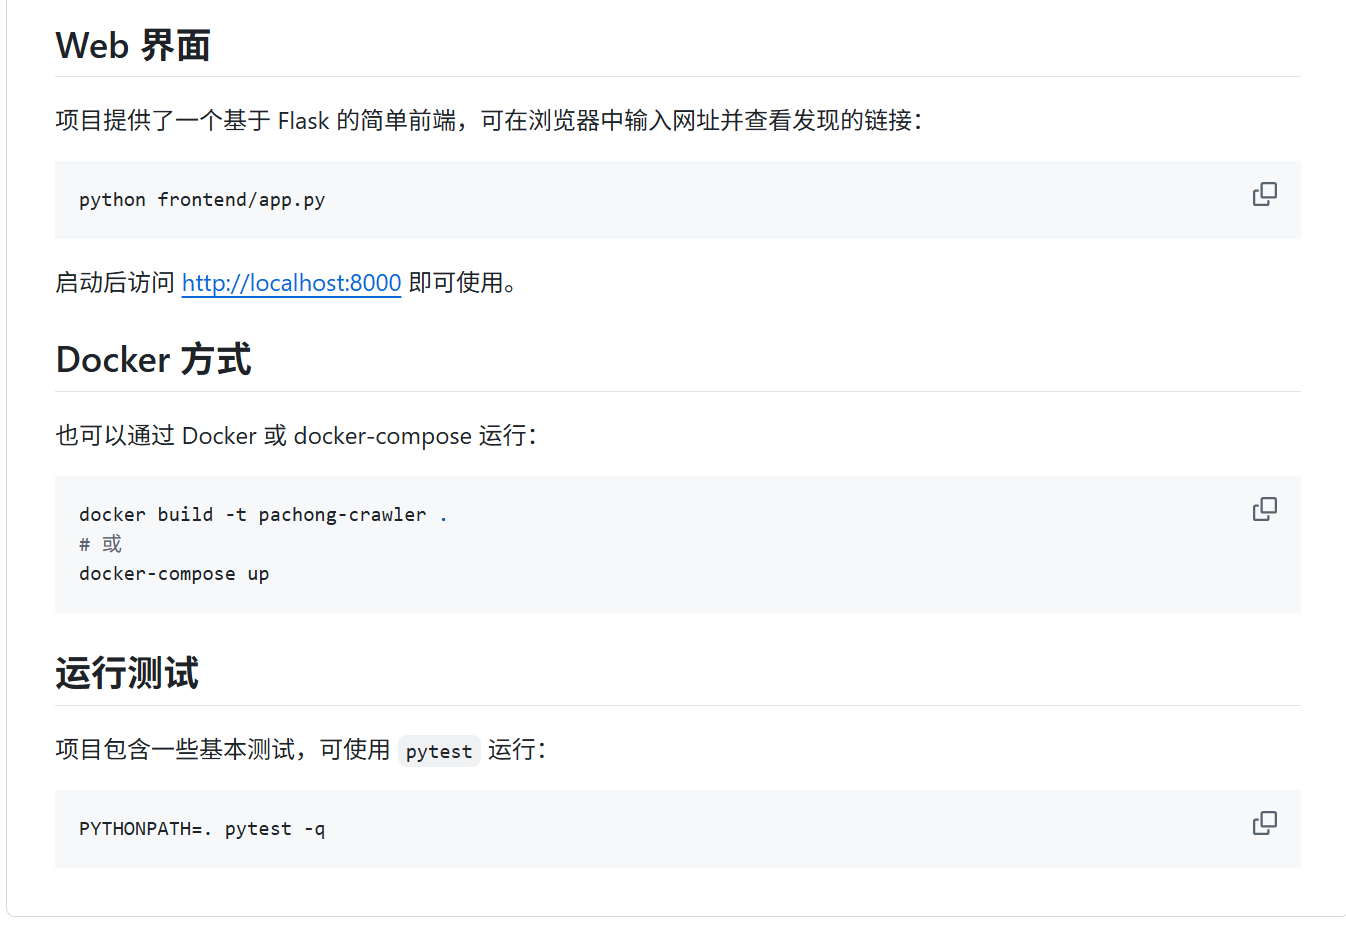 Web 界面
项目提供了一个基于 Flask 的简单前端，可在浏览器中输入网址并查看发现的链接：
python frontend/app.py
启动后访问 http://localhost:8000 即可使用。
Docker 方式
也可以通过 Docker 或 docker-compose 运行：
docker build -t pachong-crawler .
# 或
docker-compose up
运行测试
项目包含一些基本测试，可使用 pytest 运行：
PYTHONPATH=. pytest -q